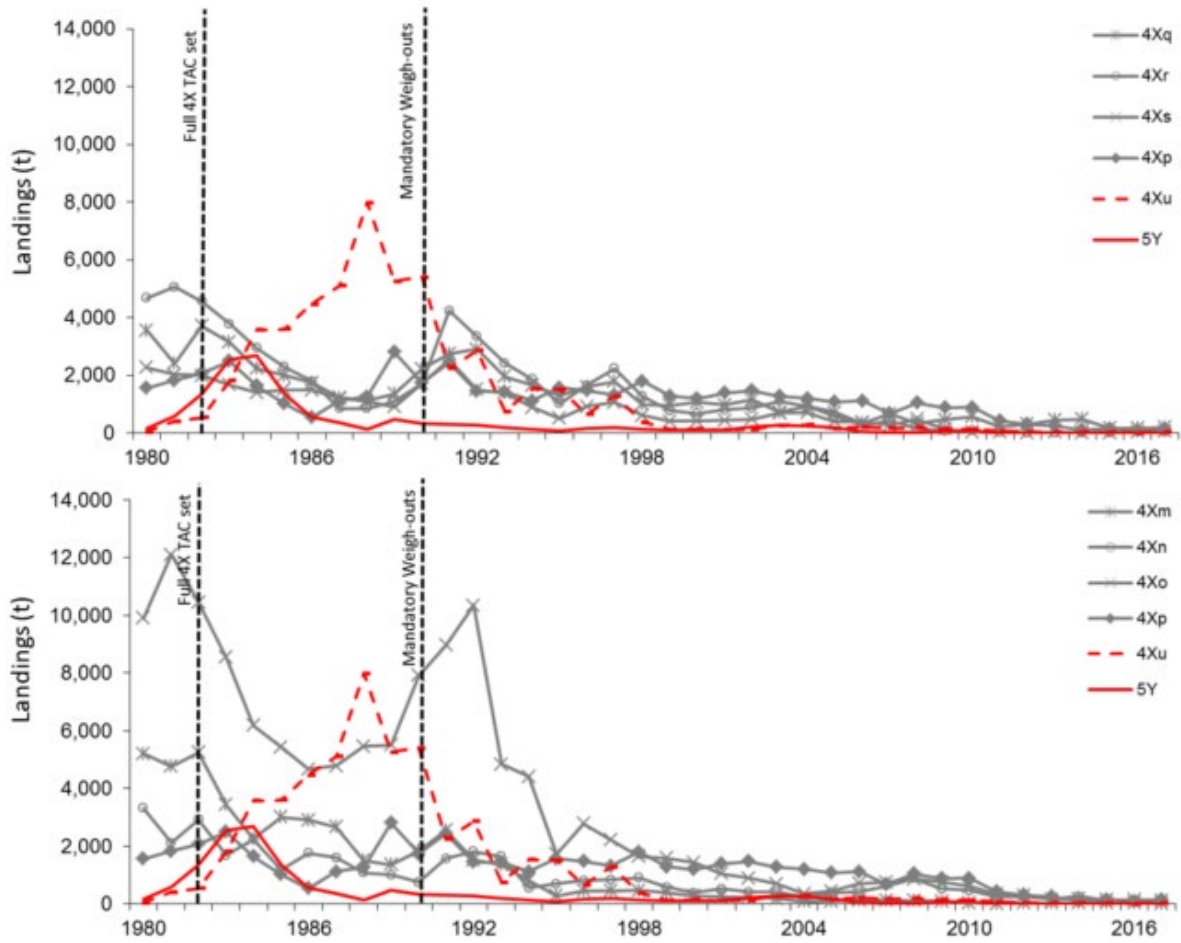 14,000
12,000
10,000
8,000
6,000
4,000
2,000
0
Landings (t)
Full 4X TAC set
Mandatory Weigh-outs
4Xq
4Xr
4Xs
4Xp
4Xu
5Y
1980
1986
1992
1998
2004
2010
2016
14,000
12,000
10,000
8,000
6,000
4,000
2,000
0
Landings (t)
Full 4X TAC set
Mandatory Weigh-outs
4Xm
4Xn
4Xo
4Xp
4Xu
5Y
1980
1986
1992
1998
2004
2010
2016